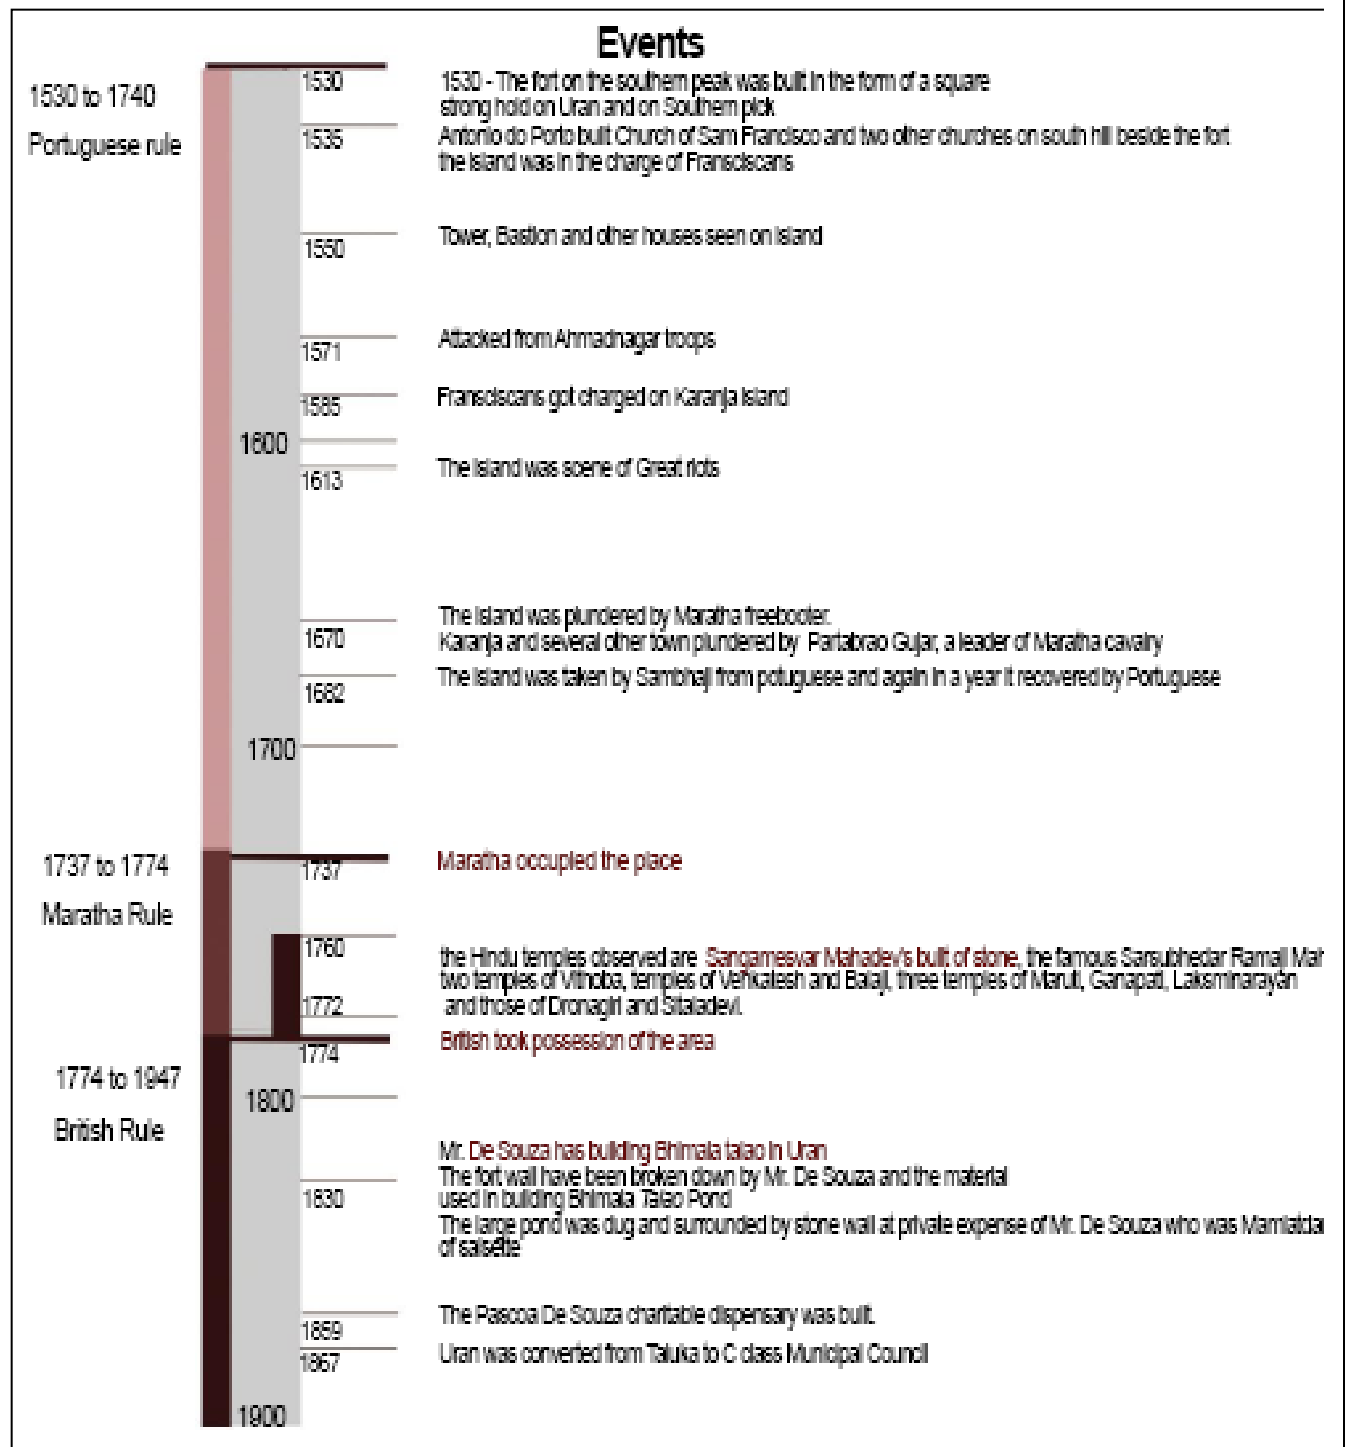 Events
1530 to 1740
Portuguese rule
1530
1530 - The fort on the southern peak was built in the form of a square
strong hold on Uran and on Southern pick
1535
Antonio do Porto built Church of Sam Francisco and two other churches on south hill beside the fort
the island was in the charge of Fransciscans
1550
Tower, Bastion and other houses seen on island
1571
Attacked from Ahmadnagar troops
1585
Fransciscans got charged on Karanja island
1600
1613
The island was scene of Great riots
1670
The island was plundered by Maratha freebooter.
Karanja and several other town plundered by Partabrao Gujar, a leader of Maratha cavalry
1682
The island was taken by Sambhaji from potuguese and again in a year it recovered by Portuguese
1700
1737 to 1774
Maratha Rule
1737
Maratha occupied the place
1760
the Hindu temples observed are Sangamesvar Mahadev's built of stone, the famous Sarsubhedar Ramaji Mah
two temples of Vithoba, temples of Venkatesh and Balaji, three temples of Maruti, Ganapati, Laksminarayan
and those of Dronagiri and Sitaladevi.
1772
1774
British took possession of the area
1774 to 1947
British Rule
1800
Mr. De Souza has building Bhimala talao in Uran
The fort wall have been broken down by Mr. De Souza and the material
used in building Bhimala Talao Pond
1830
The large pond was dug and surrounded by stone wall at private expense of Mr. De Souza who was Mamlatdar
of salsette
1859
The Pascoa De Souza charitable dispensary was built.
1867
Uran was converted from Taluka to C class Municipal Council
1900